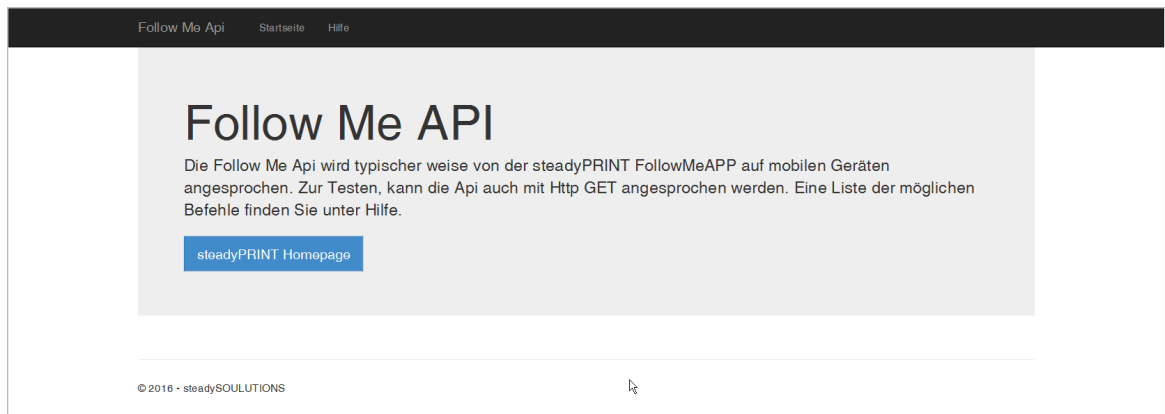 Follow Me Api Startseite Hilfe
Follow Me API
Die Follow Me Api wird typischer weise von der steadyPRINT FollowMeAPP auf mobilen Geräten
angesprochen. Zur Testen, kann die Api auch mit Http GET angesprochen werden. Eine Liste der möglichen
Befehle finden Sie unter Hilfe.
steadyPRINT Homepage
© 2016 - steadySOULUTIONS